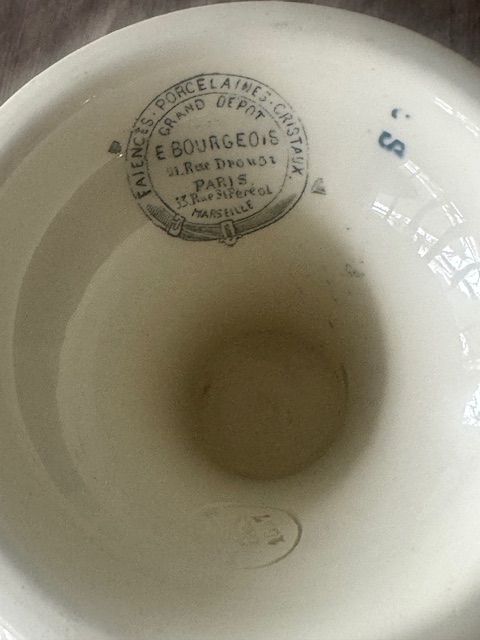 FAIENCES. PORCELAINES. CRISTAUX.
GRAND DEPOT
E BOURGEOIS
21. Rue Drouot
PARIS
33. Rue St Ferréol
MARSEILLE
S